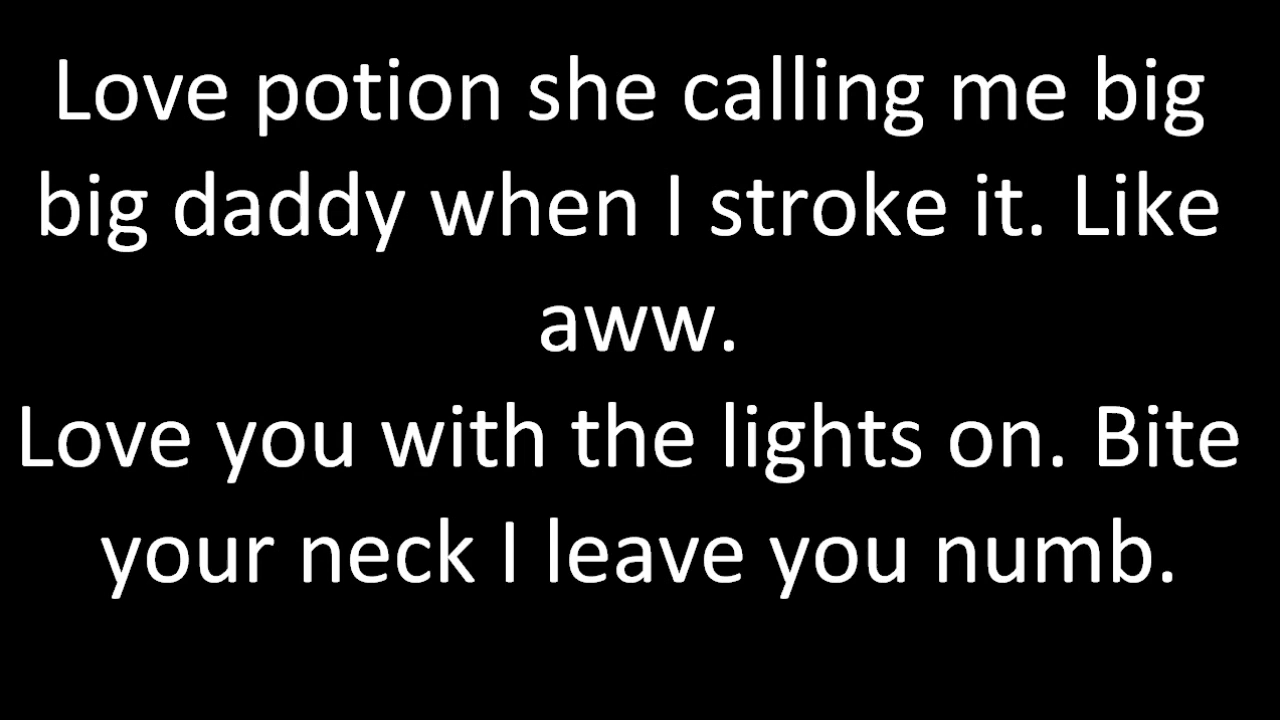 Love potion she calling me big
big daddy when I stroke it. Like
aww.
Love you with the lights on. Bite
your neck I leave you numb.